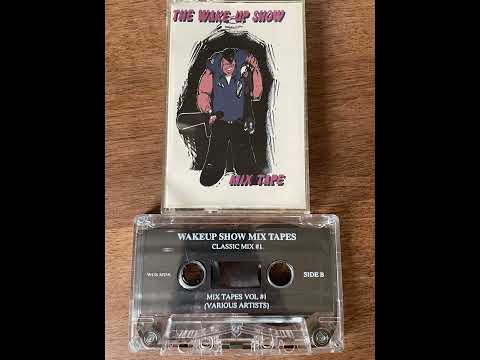 THE WAKE-UP SHOW
MIX TAPE
WAKEUP SHOW MIX TAPES
CLASSIC MIX #1.
SIDE B
MIX TAPES VOL #1
(VARIOUS ARTISTS)